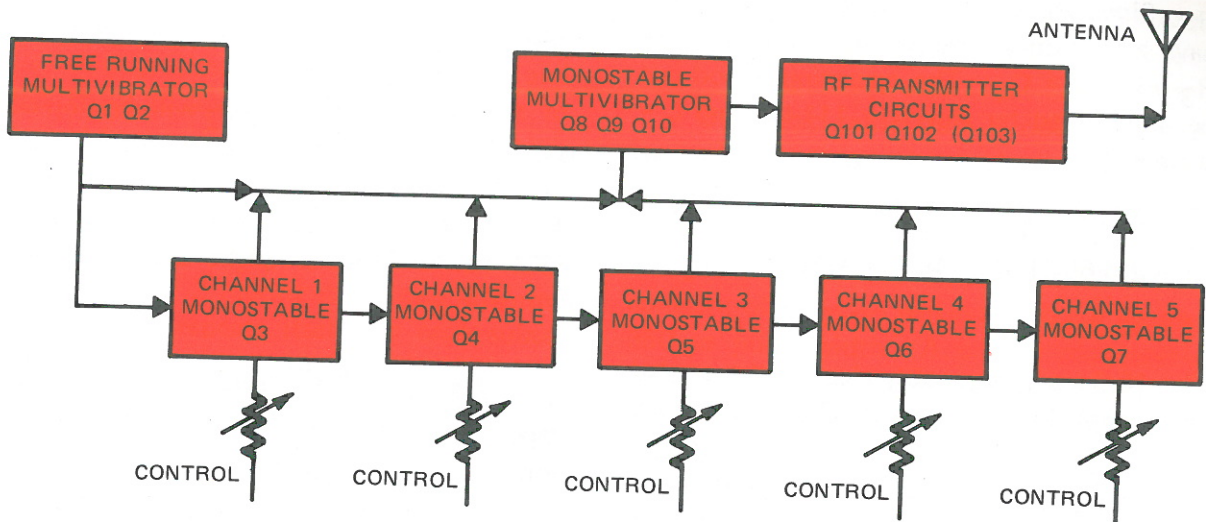 ANTENNA
FREE RUNNING
MULTIVIBRATOR
Q1 Q2
MONOSTABLE
MULTIVIBRATOR
Q8 Q9 Q10
RF TRANSMITTER
CIRCUITS
Q101 Q102 (Q103)
CHANNEL 1
MONOSTABLE
Q3
CHANNEL 2
MONOSTABLE
Q4
CHANNEL 3
MONOSTABLE
Q5
CHANNEL 4
MONOSTABLE
Q6
CHANNEL 5
MONOSTABLE
Q7
CONTROL
CONTROL
CONTROL
CONTROL
CONTROL